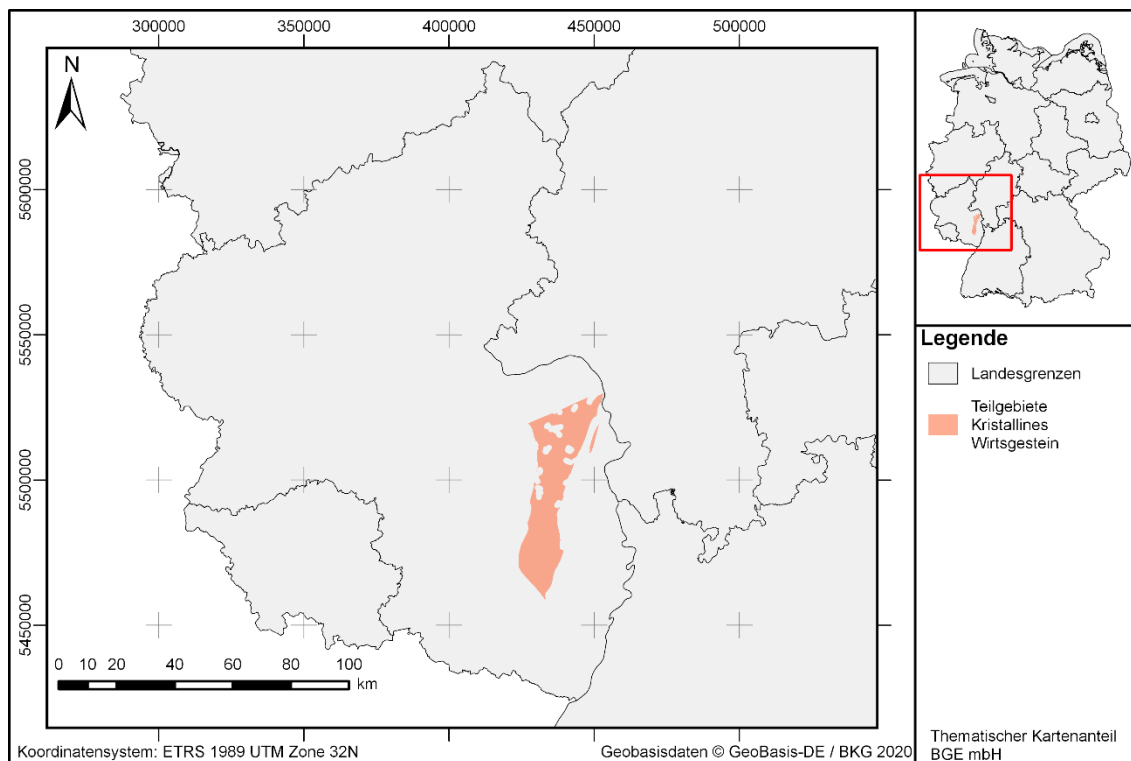 300000 350000 400000 450000 500000
N
5600000
5550000
5500000
5450000
0 10 20 40 60 80 100
km
Koordinatensystem: ETRS 1989 UTM Zone 32N
Geobasisdaten © GeoBasis-DE / BKG 2020
Legende
Landesgrenzen
Teilgebiete
Kristallines
Wirtsgestein
Thematischer Kartenanteil
BGE mbH